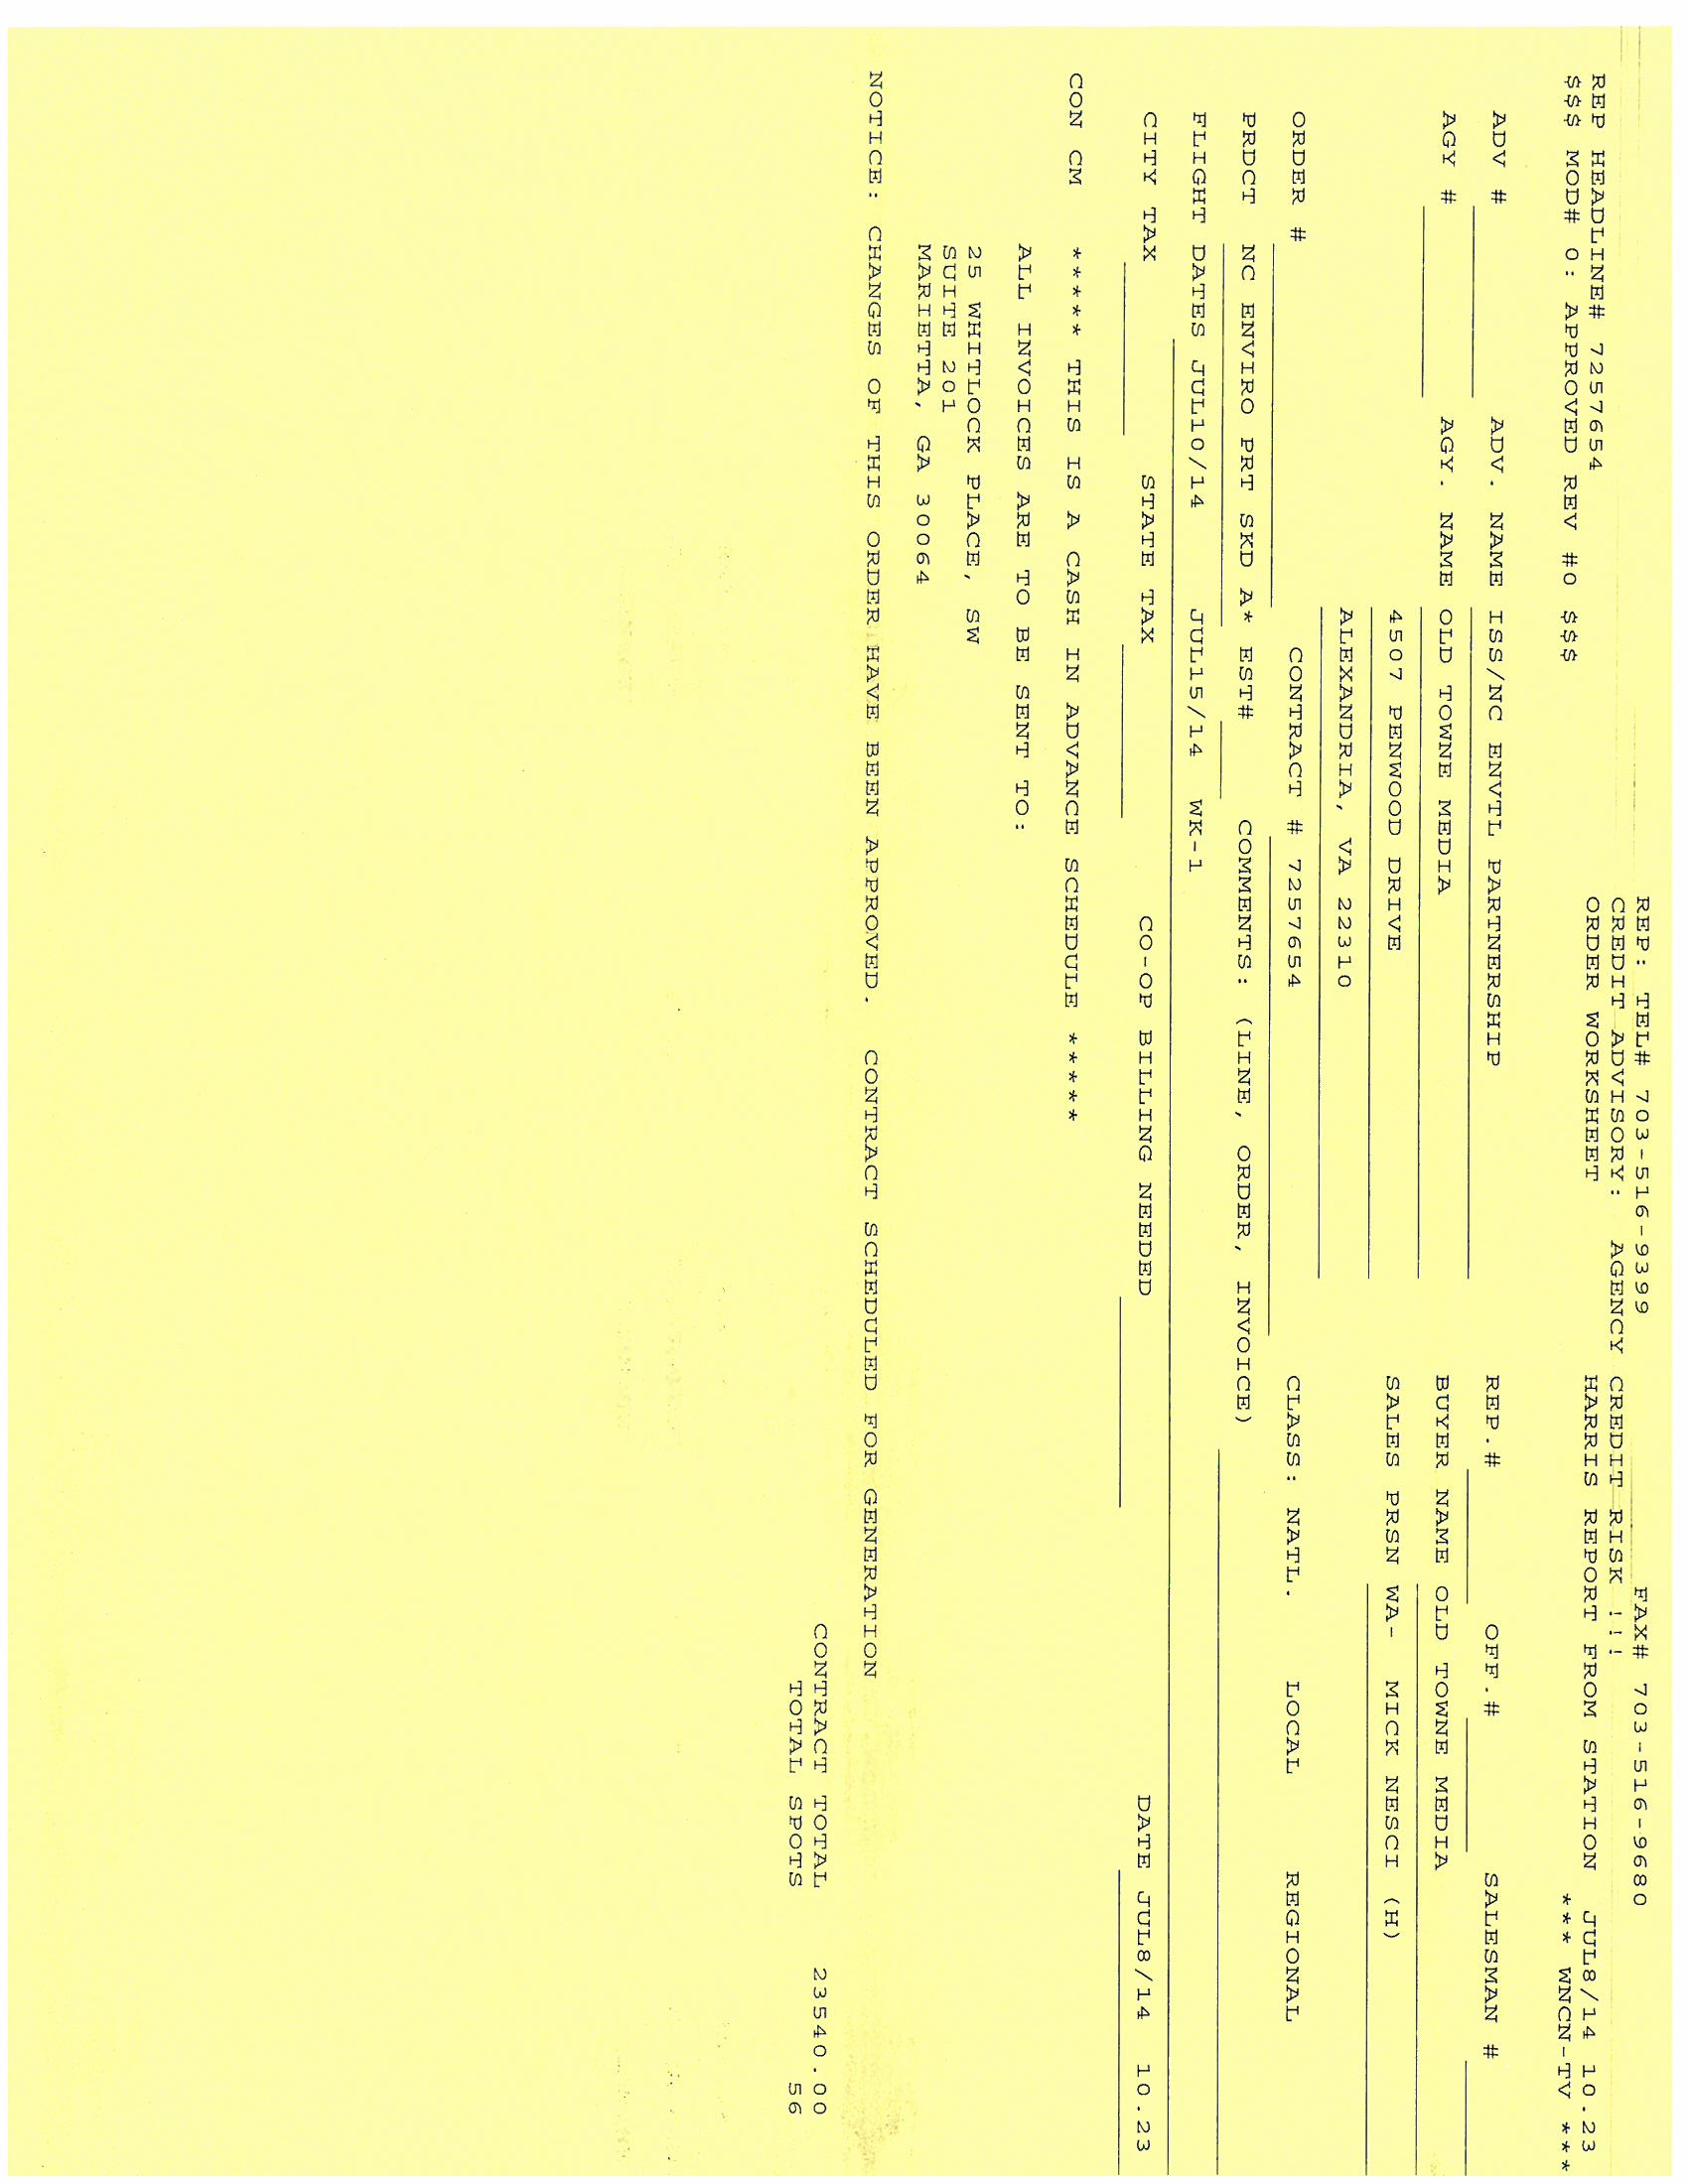 REP: TEL# 703-516-9399 FAX# 703-516-9680
CREDIT ADVISORY: AGENCY CREDIT RISK !!!
ORDER WORKSHEET HARRIS REPORT FROM STATION JUL8/14 10.23
REP HEADLINE# 7257654 *** WNCN-TV ***
$$$ MOD# 0: APPROVED REV #0 $$$
ADV # ADV. NAME ISS/NC ENVTL PARTNERSHIP REP.# OFF.# SALESMAN #
AGY # AGY. NAME OLD TOWNE MEDIA BUYER NAME OLD TOWNE MEDIA
4507 PENWOOD DRIVE SALES PRSN WA- MICK NESCI (H)
ALEXANDRIA, VA 22310
ORDER # CONTRACT # 7257654 CLASS: NATL. LOCAL REGIONAL
PRDCT NC ENVIRO PRT SKD A* EST# COMMENTS: (LINE, ORDER, INVOICE)
FLIGHT DATES JUL10/14 JUL15/14 WK-1
CITY TAX STATE TAX CO-OP BILLING NEEDED DATE JUL8/14 10.23
CON CM ***** THIS IS A CASH IN ADVANCE SCHEDULE *****
ALL INVOICES ARE TO BE SENT TO:
25 WHITLOCK PLACE, SW
SUITE 201
MARIETTA, GA 30064
NOTICE: CHANGES OF THIS ORDER HAVE BEEN APPROVED. CONTRACT SCHEDULED FOR GENERATION
CONTRACT TOTAL 23540.00
TOTAL SPOTS 56